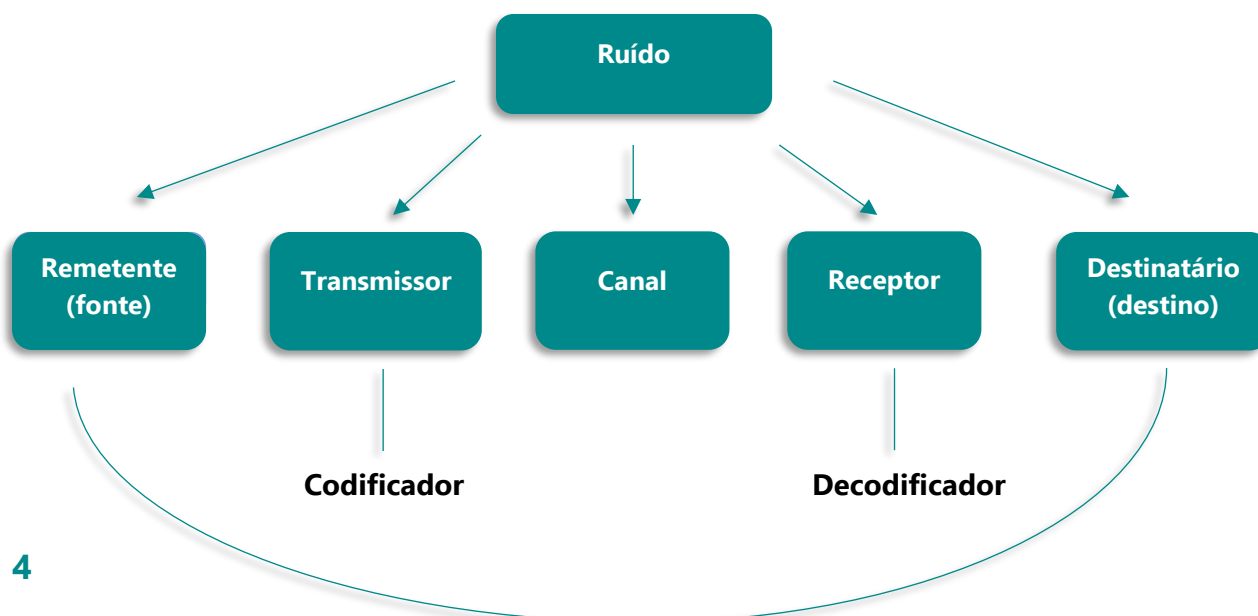 Ruído
Remetente
(fonte)
Transmissor
Canal
Receptor
Destinatário
(destino)
Codificador
Decodificador
4